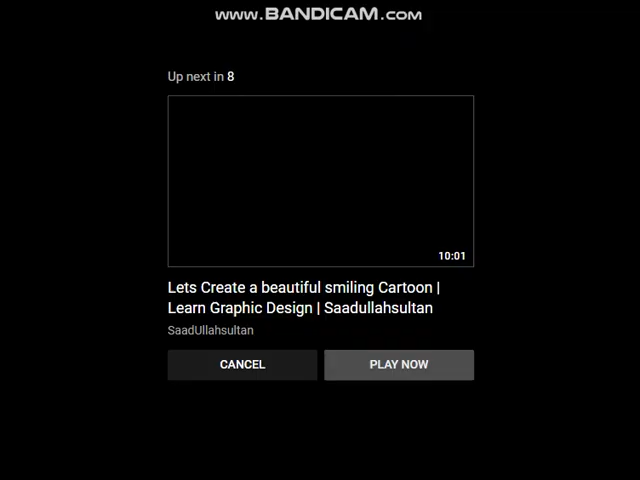 www.BANDICAM.com
Up next in 8
10:01
Lets Create a beautiful smiling Cartoon |
Learn Graphic Design | Saadullahsultan
SaadUllahsultan
CANCEL
PLAY NOW